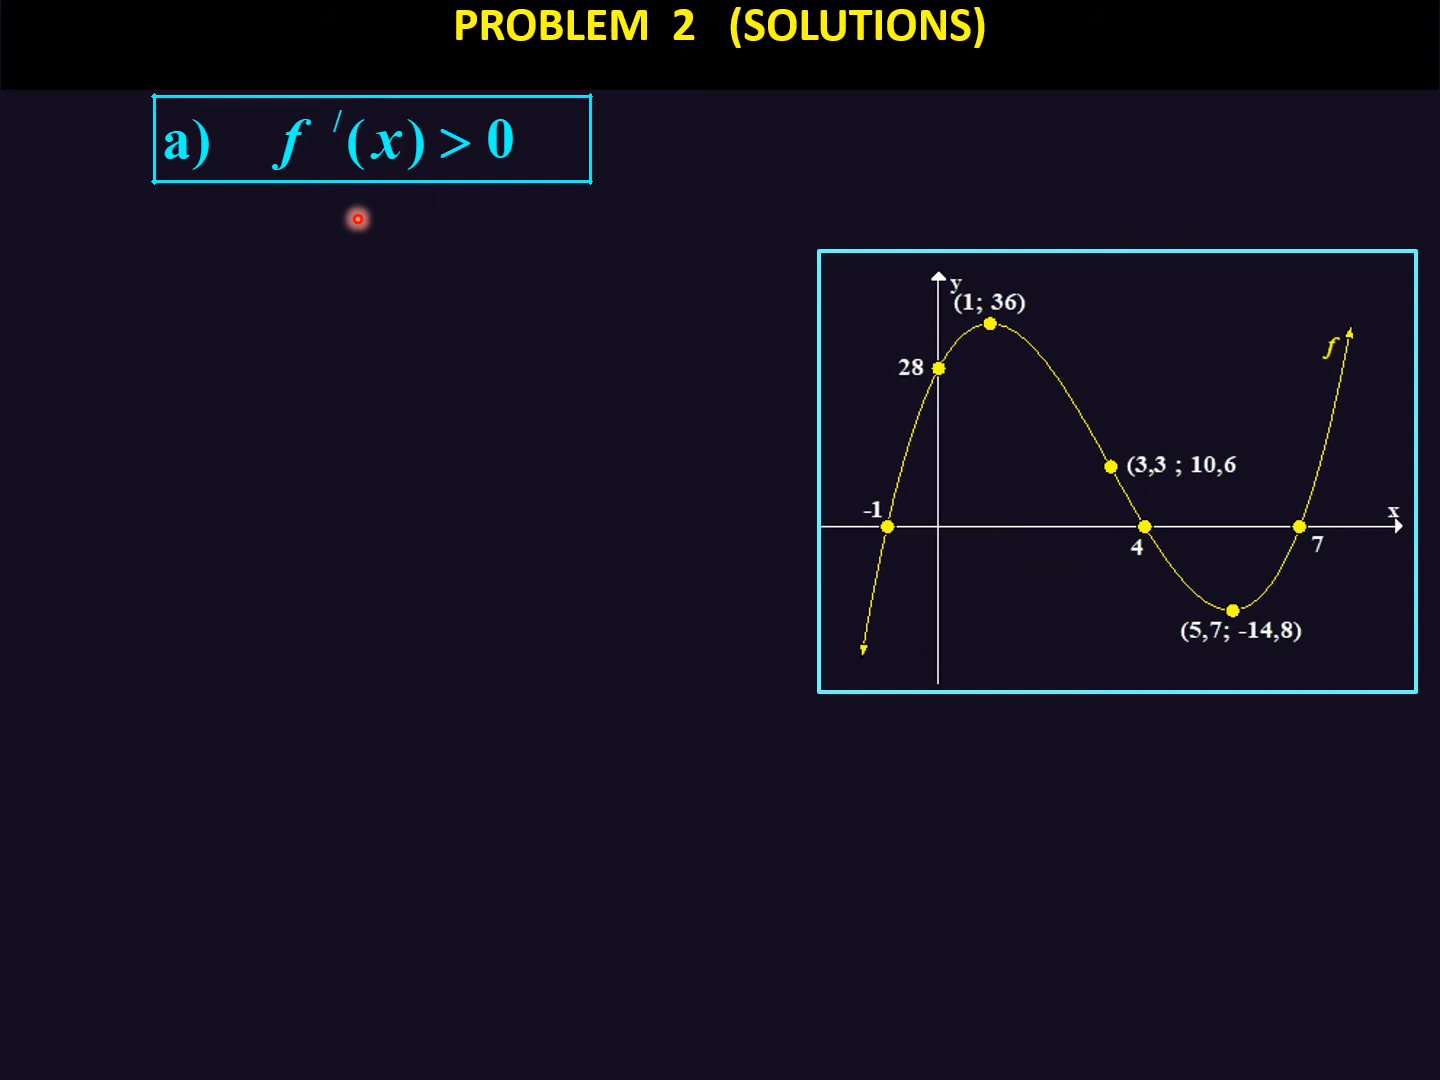 PROBLEM 2 (SOLUTIONS)
a) f /(x) > 0
y
(1; 36)
f
28
(3,3 ; 10,6
-1
x
4
7
(5,7; -14,8)